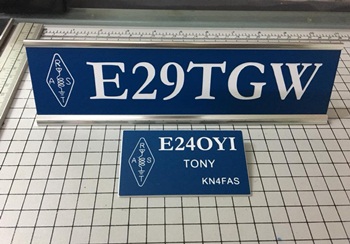 R
A S
T
E29TGW
R
A S
T
E24OYI
TONY
KN4FAS